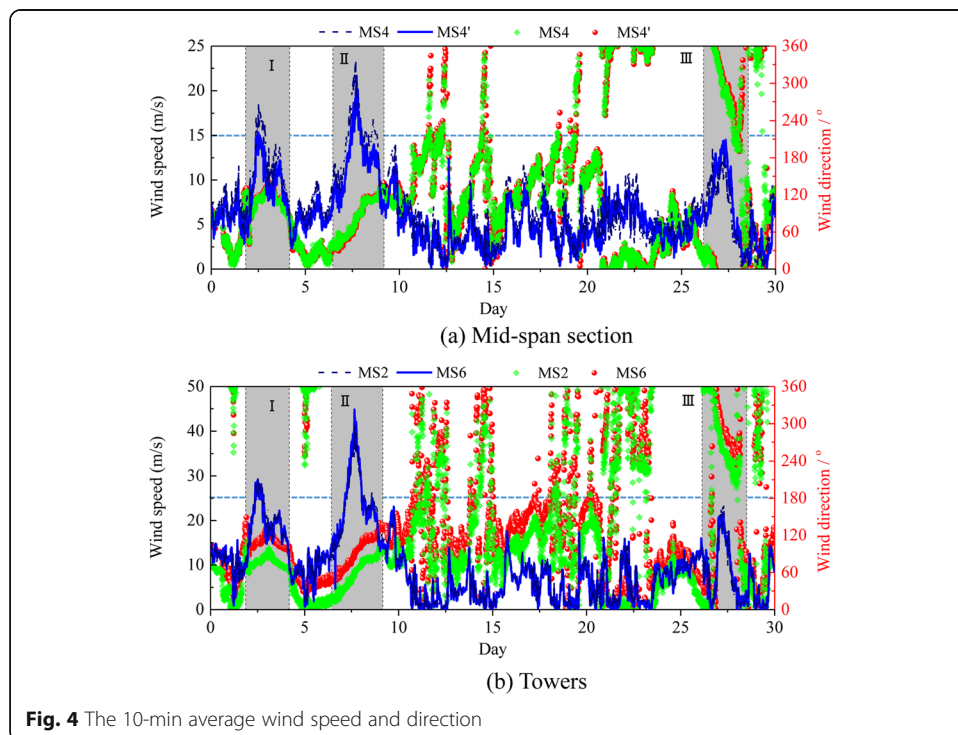 MS4 MS4' MS4 MS4'
25 360
20 300
15 240
10 180
5 120
0 60
0
Wind speed (m/s)
Wind direction / °
I II III
0 5 10 15 20 25 30
Day
(a) Mid-span section
MS2 MS6 MS2 MS6
50 360
40 300
30 240
20 180
10 120
0 60
0
Wind speed (m/s)
Wind direction / °
I II III
0 5 10 15 20 25 30
Day
(b) Towers
Fig. 4 The 10-min average wind speed and direction